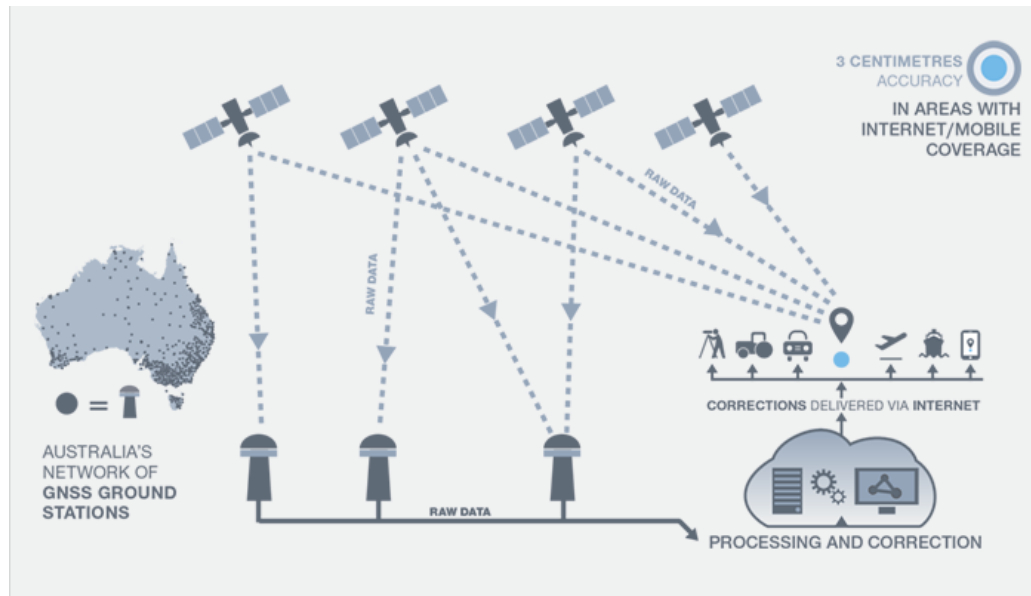 3 CENTIMETRES
ACCURACY
IN AREAS WITH
INTERNET/MOBILE
COVERAGE
RAW DATA
RAW DATA
=
AUSTRALIA'S
NETWORK OF
GNSS GROUND
STATIONS
CORRECTIONS DELIVERED VIA INTERNET
RAW DATA
PROCESSING AND CORRECTION